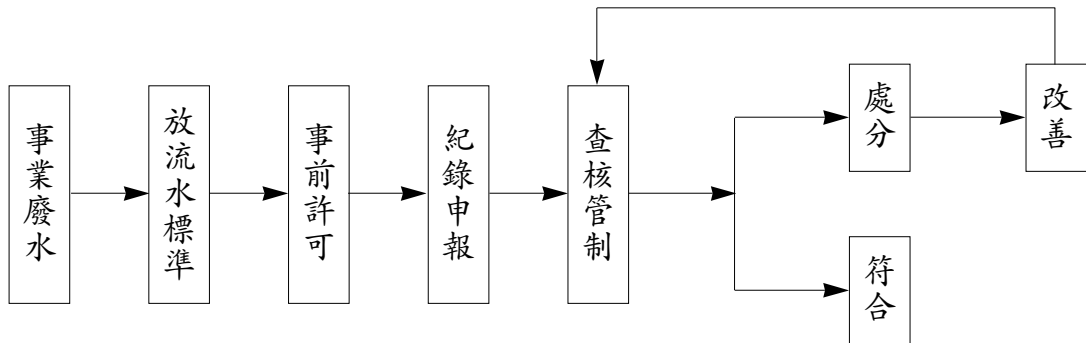 事業廢水
放流水標準
事前許可
紀錄申報
查核管制
處分
改善
符合